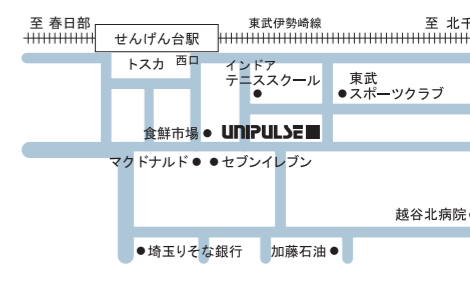 至 春日部
東武伊勢崎線
至 北千
せんげん台駅
トスカ
西口
インドア
テニススクール
東武
スポーツクラブ
食鮮市場
UNIPULSE
マクドナルド
セブンイレブン
越谷北病院
埼玉りそな銀行
加藤石油